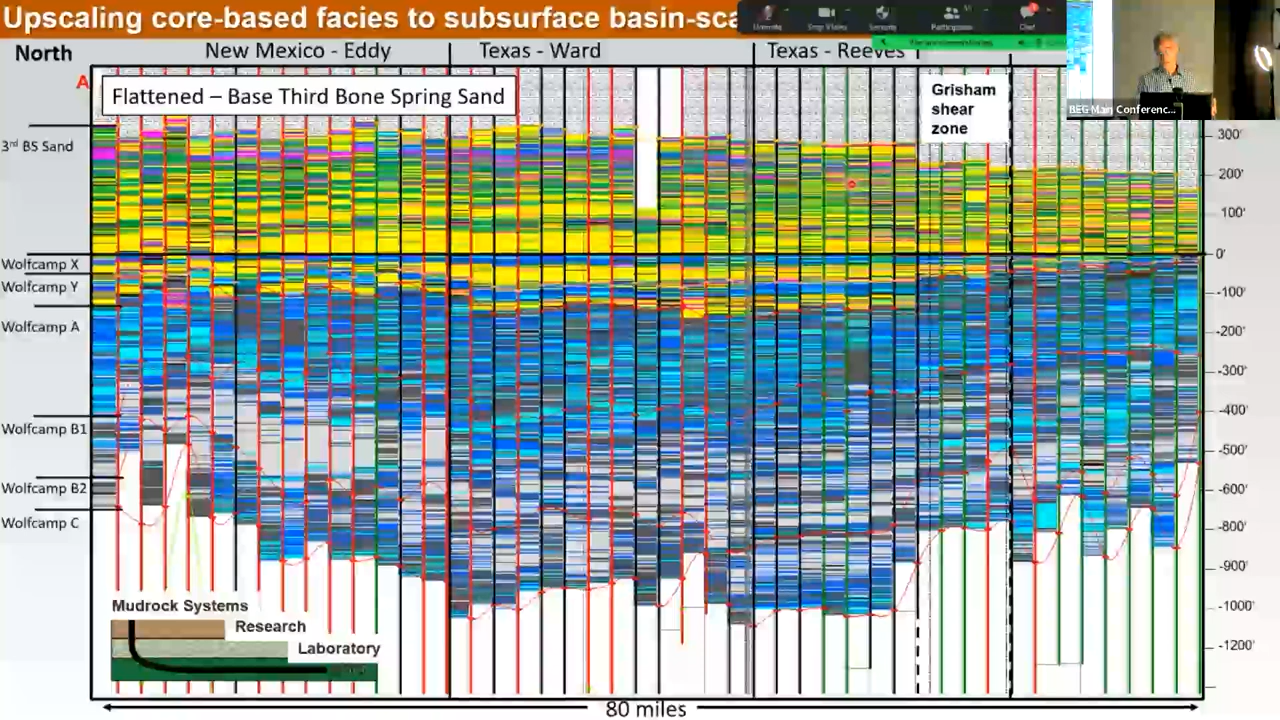 Upscaling core-based facies to subsurface basin-sca
North
New Mexico - Eddy
Texas - Ward
Texas - Reeves
A
Flattened – Base Third Bone Spring Sand
Grisham
shear
zone
BEG Main Conferenc...
3rd BS Sand
Wolfcamp X
Wolfcamp Y
Wolfcamp A
Wolfcamp B1
Wolfcamp B2
Wolfcamp C
300'
200'
100'
0'
-100'
-200'
-300'
-400'
-500'
-600'
-800'
-900'
-1000'
-1200'
Mudrock Systems
Research
Laboratory
80 miles